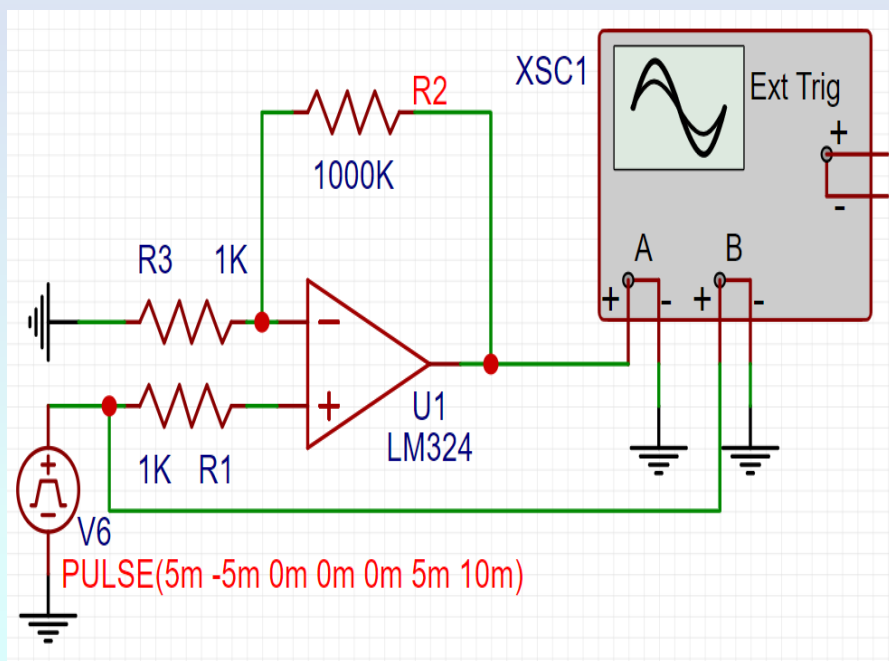 XSC1
Ext Trig
R2
1000K
+
-
A
B
+
-
+
-
R3 1K
−
+
U1
LM324
1K R1
+
−
V6
PULSE(5m -5m 0m 0m 0m 5m 10m)